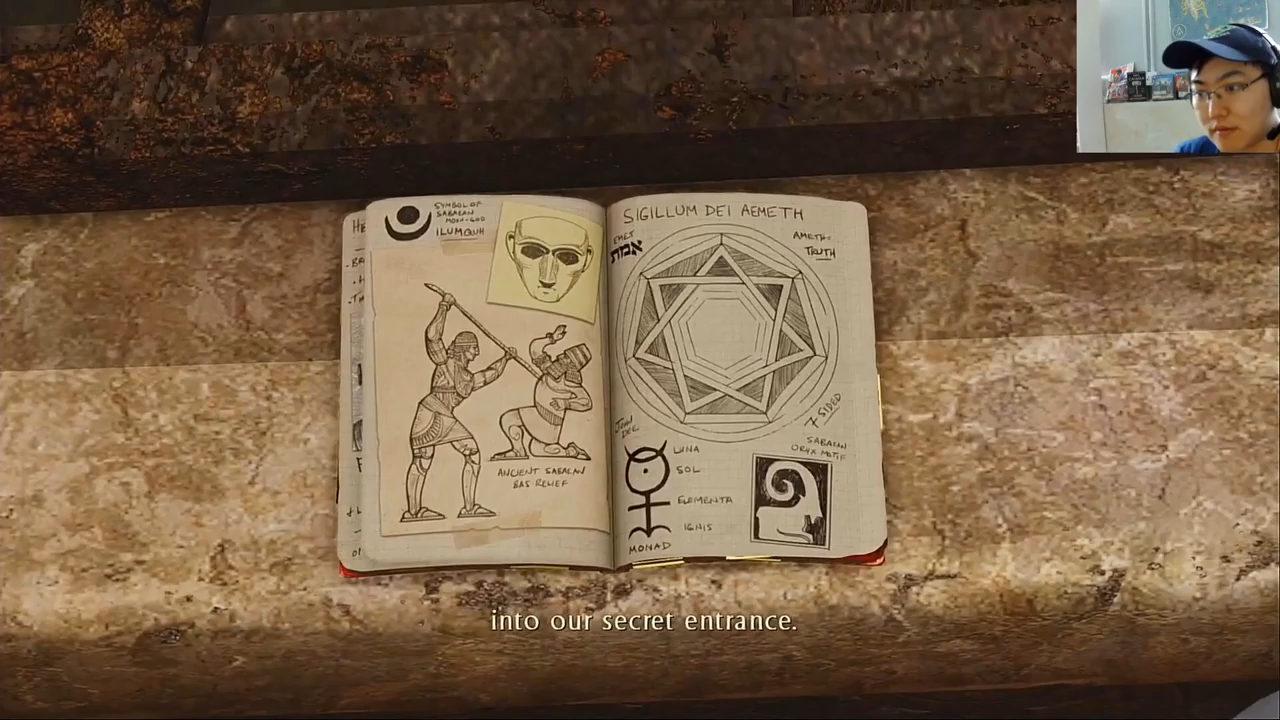 SYMBOL OF
SABAEAN
MOON-GOD
ILUMQUH
ANCIENT SABAEAN
BAS RELIEF
SIGILLUM DEI AEMETH
EMET
אמת
AMETH-
TRUTH
7 SIDED
JOHN
DEE
LUNA
SOL
ELEMENTA
IGNIS
MONAD
SABAEAN
ORYX MOTIF
into our secret entrance.